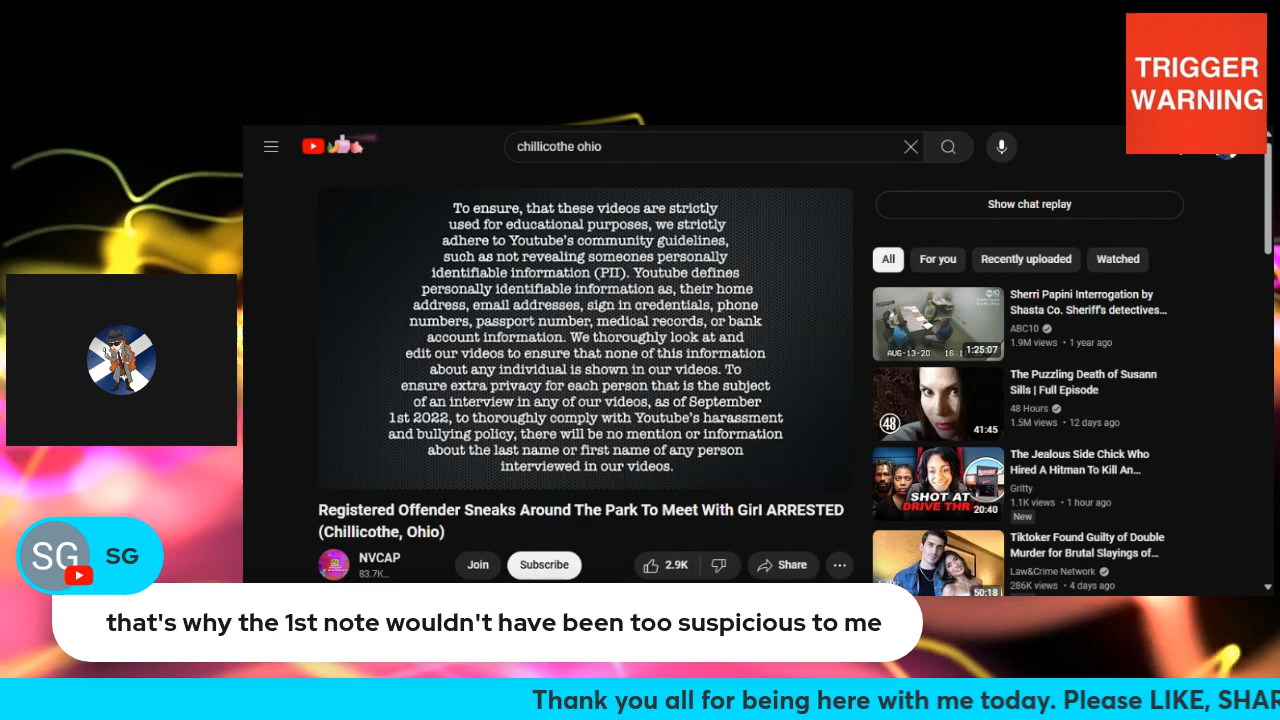 TRIGGER
WARNING
chillicothe ohio
To ensure, that these videos are strictly
used for educational purposes, we strictly
adhere to Youtube's community guidelines,
such as not revealing someones personally
identifiable information (PII). Youtube defines
personally identifiable information as, their home
address, email addresses, sign in credentials, phone
numbers, passport number, medical records, or bank
account information. We thoroughly look at and
edit our videos to ensure that none of this information
about any individual is shown in our videos. To
ensure extra privacy for each person that is the subject
of an interview in any of our videos, as of September
1st 2022, to thoroughly comply with Youtube's harassment
and bullying policy, there will be no mention or information
about the last name or first name of any person
interviewed in our videos.
Registered Offender Sneaks Around The Park To Meet With Girl ARRESTED
(Chillicothe, Ohio)
NVCAP
83.7K...
Join
Subscribe
2.9K
Share
Show chat replay
All
For you
Recently uploaded
Watched
AUG-13-20 16:1
1:25:07
Sherri Papini Interrogation by
Shasta Co. Sheriff's detectives...
ABC10
1.9M views • 1 year ago
48
41:45
The Puzzling Death of Susann
Sills | Full Episode
48 Hours
1.5M views • 12 days ago
SHOT AT
DRIVE THR
20:40
The Jealous Side Chick Who
Hired A Hitman To Kill An...
Gritty
1.1K views • 1 hour ago
New
50:18
Tiktoker Found Guilty of Double
Murder for Brutal Slayings of...
Law&Crime Network
286K views • 4 days ago
SG
SG
that's why the 1st note wouldn't have been too suspicious to me
Thank you all for being here with me today. Please LIKE, SHAR